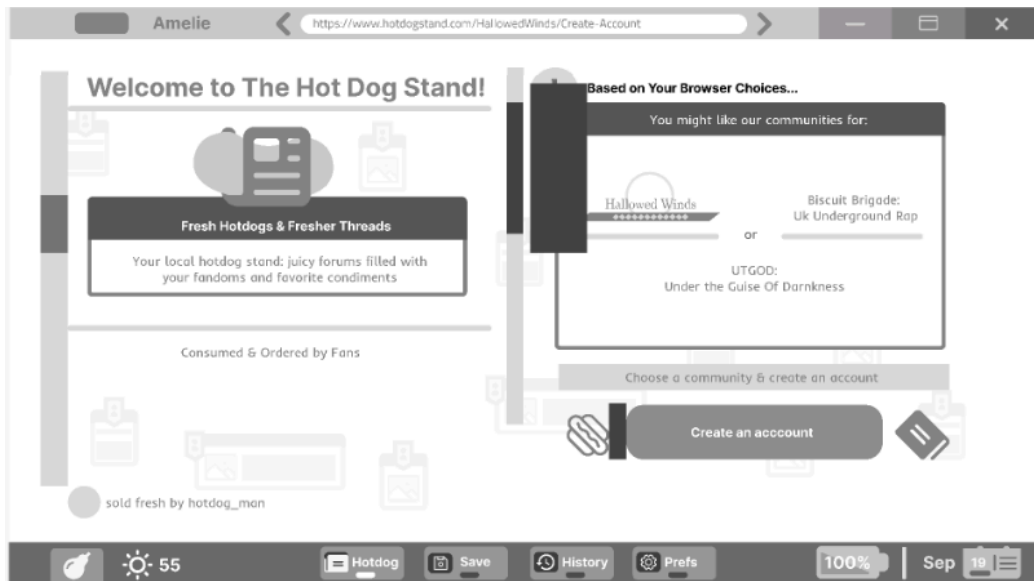 Amelie
https://www.hotdogstand.com/HallowedWinds/Create-Account
Welcome to The Hot Dog Stand!
Fresh Hotdogs & Fresher Threads
Your local hotdog stand: juicy forums filled with
your fandoms and favorite condiments
Consumed & Ordered by Fans
sold fresh by hotdog_man
Based on Your Browser Choices...
You might like our communities for:
Hallowed Winds
or
Biscuit Brigade:
Uk Underground Rap
UTGOD:
Under the Guise Of Darnkness
Choose a community & create an account
Create an acccount
55
Hotdog
Save
History
Prefs
100%
Sep 19